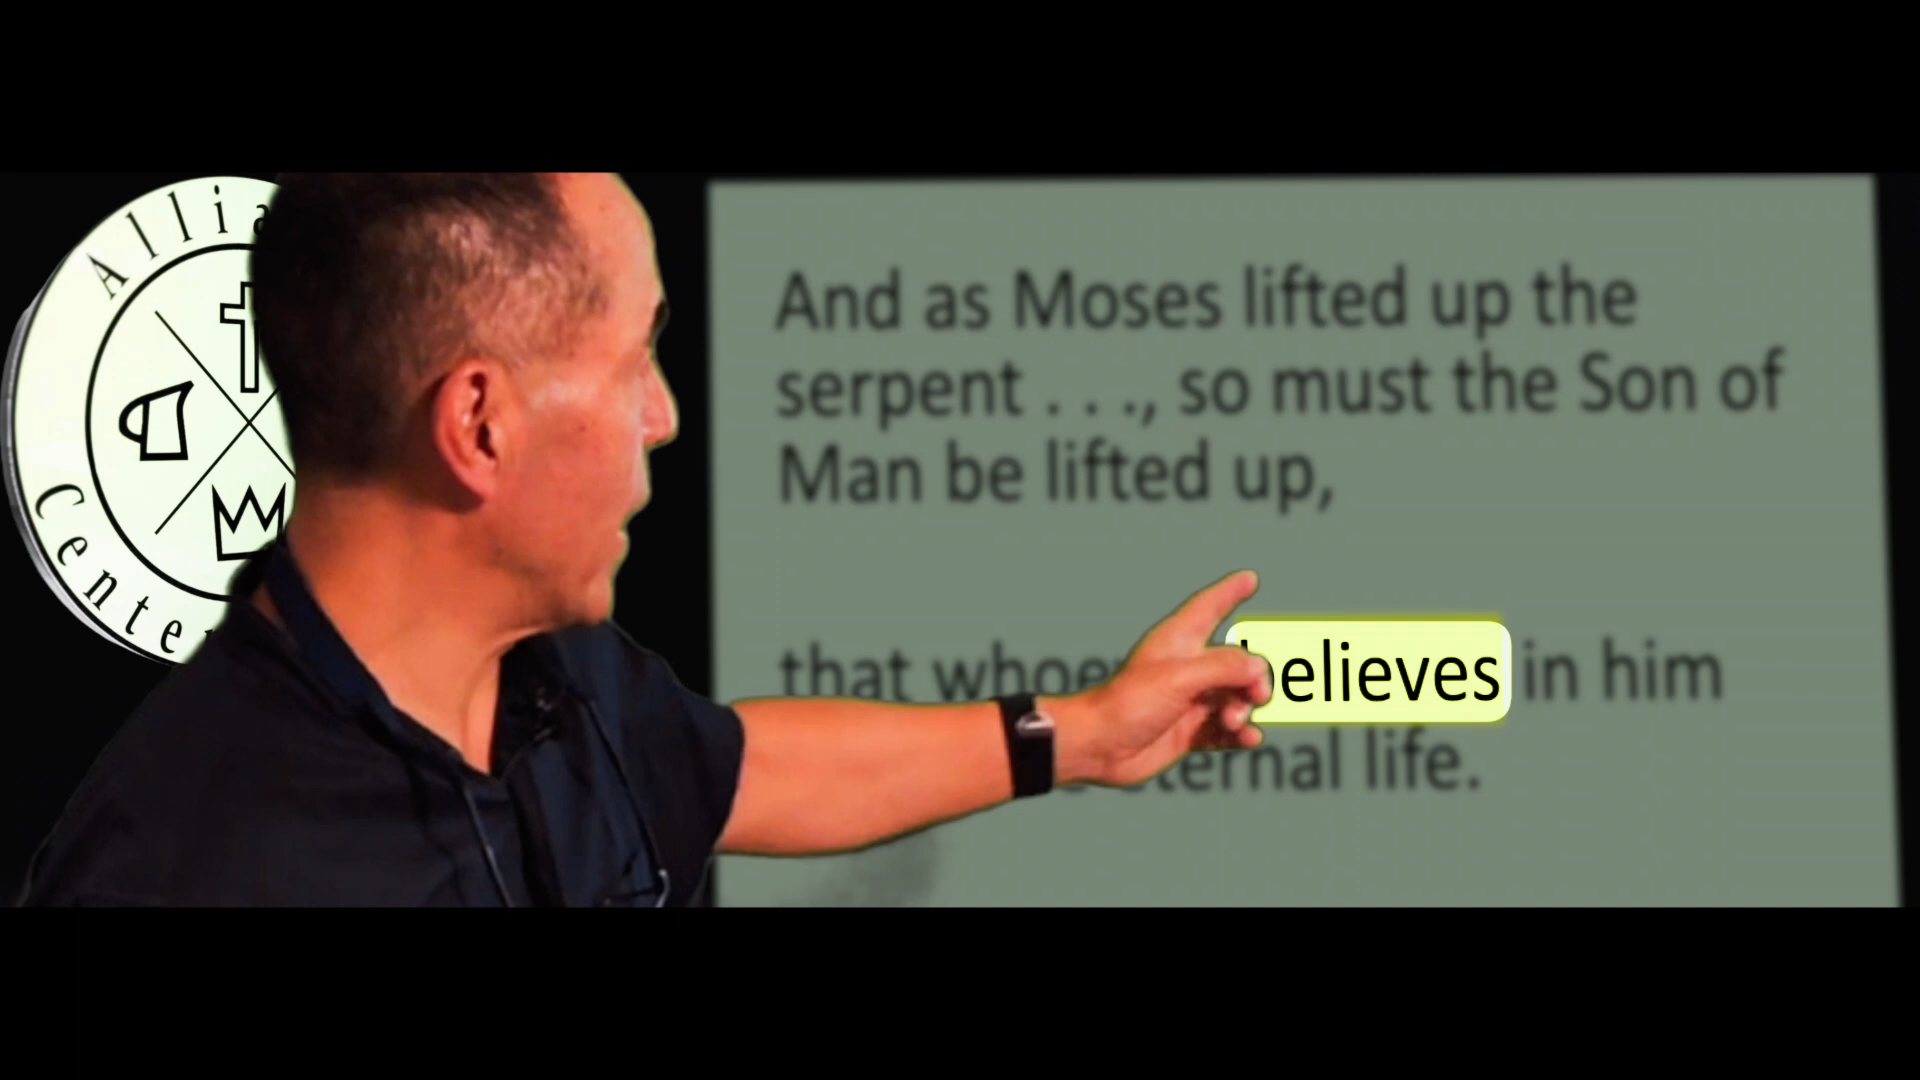 Allia
Cente
And as Moses lifted up the
serpent . . ., so must the Son of
Man be lifted up,
that whoe believes in him
eternal life.